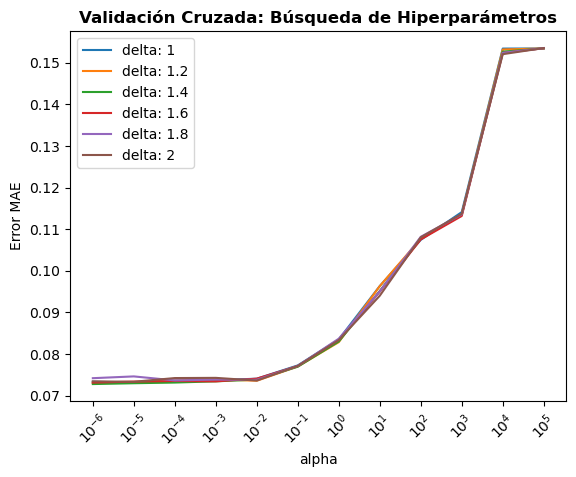 Validación Cruzada: Búsqueda de Hiperparámetros
delta: 1
delta: 1.2
delta: 1.4
delta: 1.6
delta: 1.8
delta: 2
Error MAE
0.15
0.14
0.13
0.12
0.11
0.10
0.09
0.08
0.07
10⁻⁶
10⁻⁵
10⁻⁴
10⁻³
10⁻²
10⁻¹
10⁰
10¹
10²
10³
10⁴
10⁵
alpha